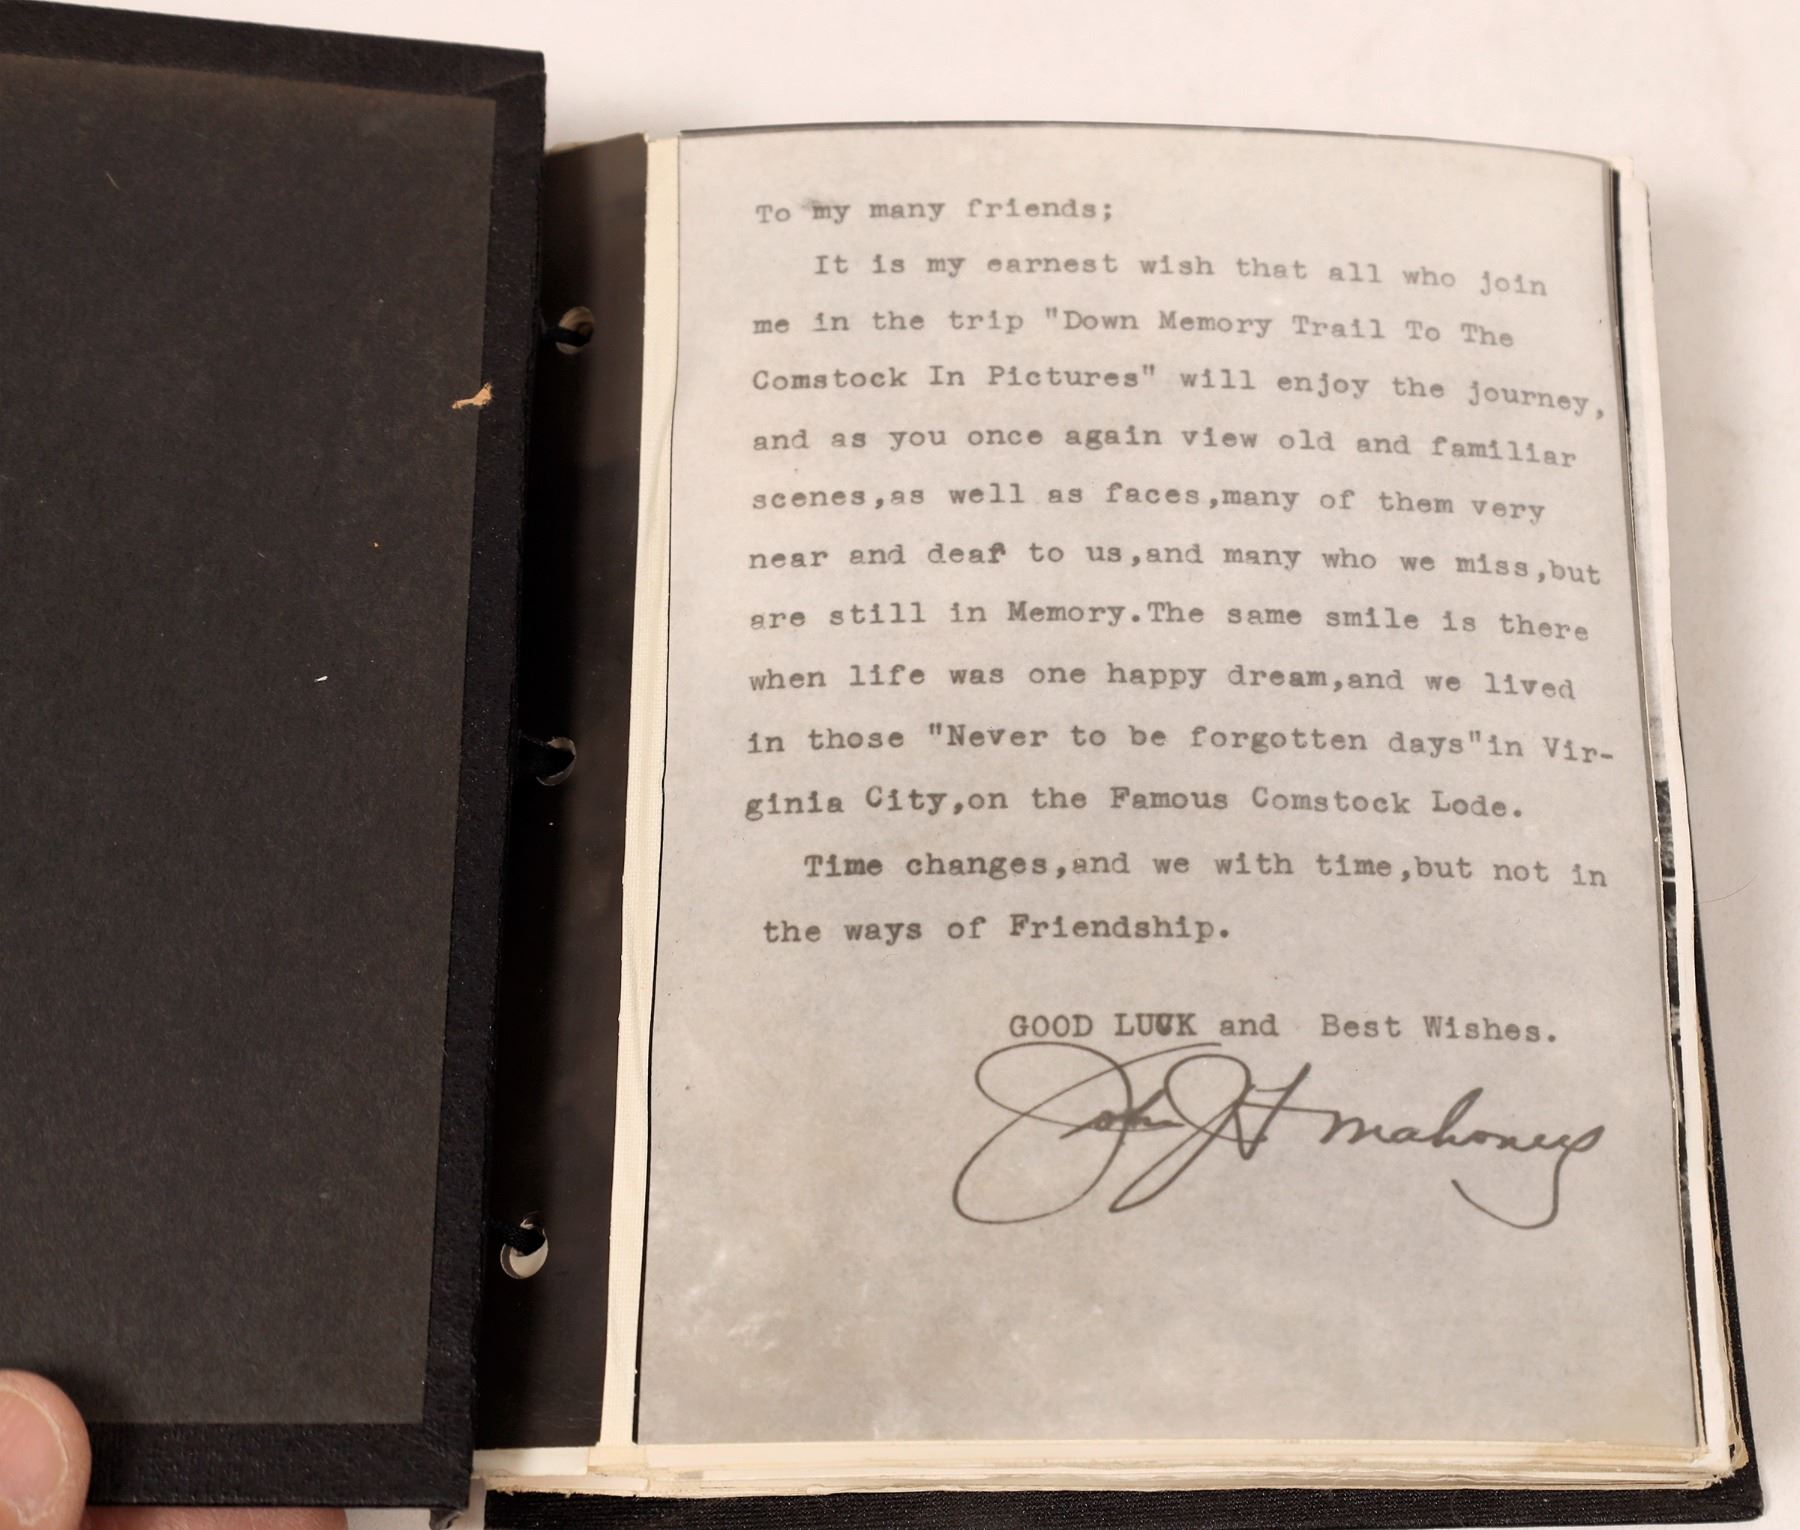 To my many friends;
It is my earnest wish that all who join
me in the trip "Down Memory Trail To The
Comstock In Pictures" will enjoy the journey,
and as you once again view old and familiar
scenes,as well as faces,many of them very
near and dear to us,and many who we miss,but
are still in Memory.The same smile is there
when life was one happy dream,and we lived
in those "Never to be forgotten days"in Vir-
ginia City,on the Famous Comstock Lode.
Time changes,and we with time,but not in
the ways of Friendship.
GOOD LUCK and Best Wishes.
John J Mahoney